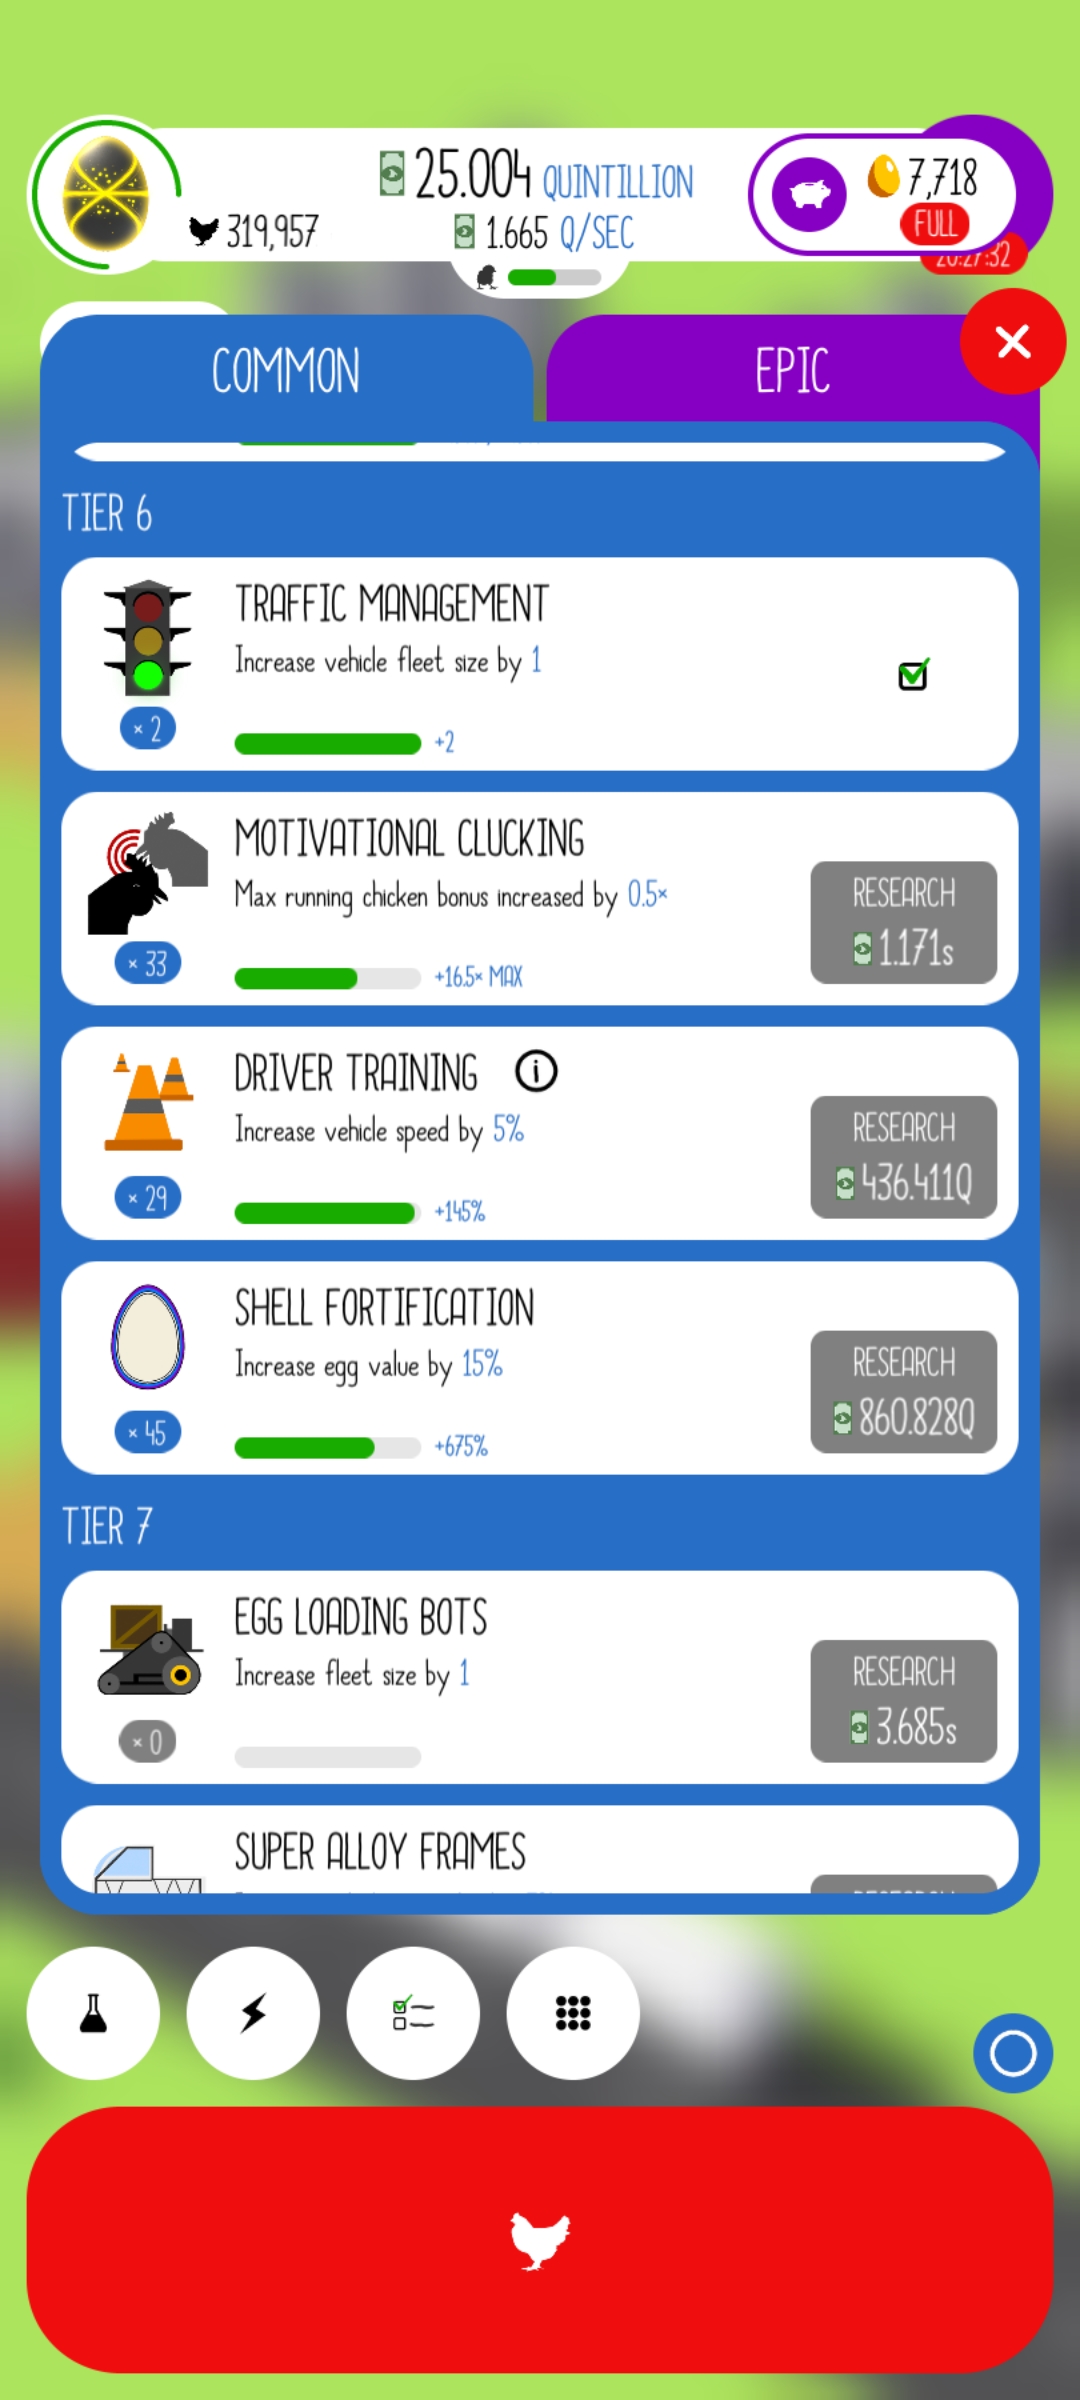 25.004 QUINTILLION
7,718
319,957
1.665 Q/SEC
FULL
20:27:32
COMMON
EPIC
TIER 6
TRAFFIC MANAGEMENT
Increase vehicle fleet size by 1
× 2
+2
MOTIVATIONAL CLUCKING
Max running chicken bonus increased by 0.5×
RESEARCH
1.171s
× 33
+16.5× MAX
DRIVER TRAINING
Increase vehicle speed by 5%
RESEARCH
436.411Q
× 29
+145%
SHELL FORTIFICATION
Increase egg value by 15%
RESEARCH
860.828Q
× 45
+675%
TIER 7
EGG LOADING BOTS
Increase fleet size by 1
RESEARCH
3.685s
× 0
SUPER ALLOY FRAMES